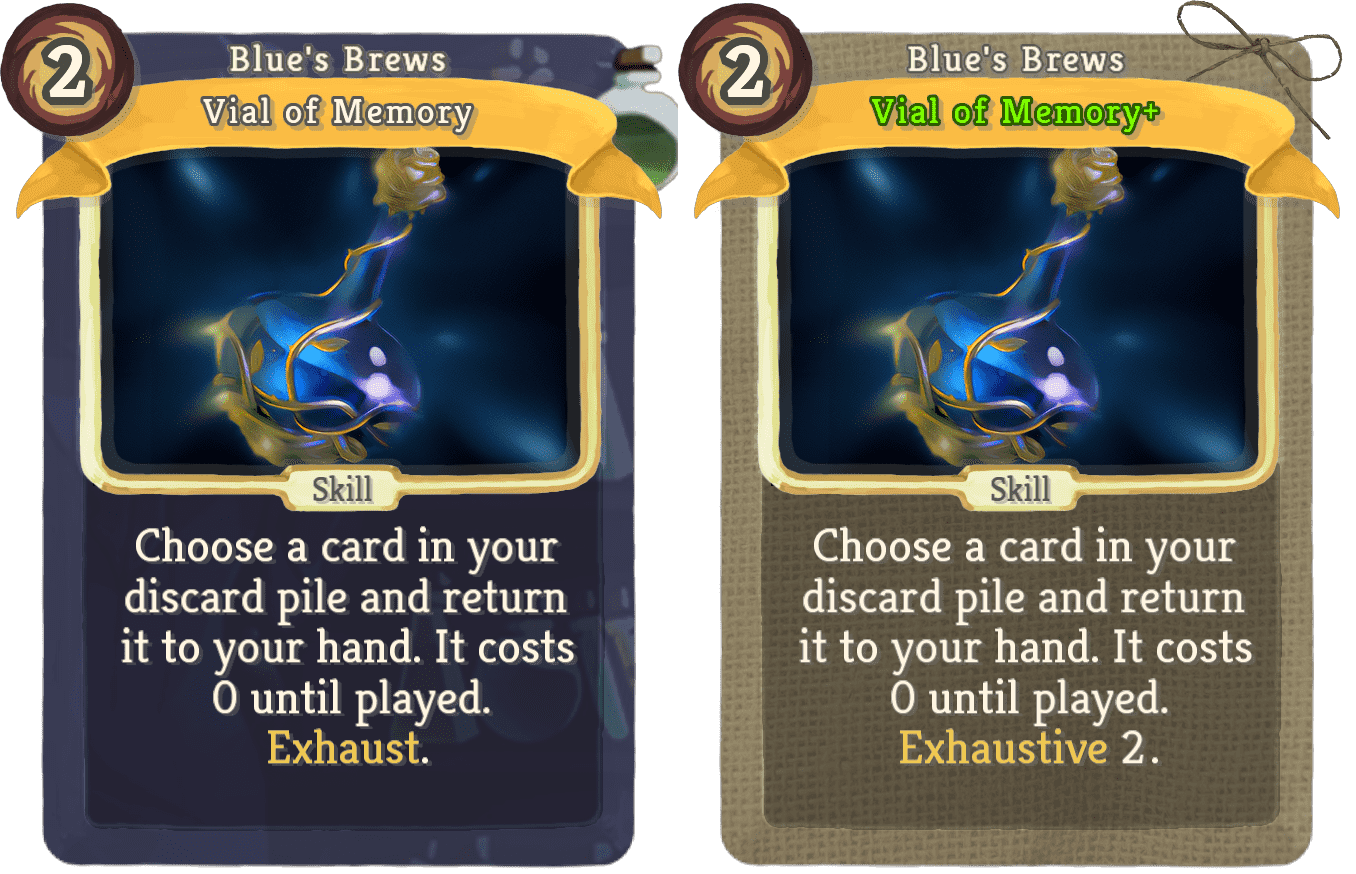 2
Blue's Brews
Vial of Memory
Skill
Choose a card in your
discard pile and return
it to your hand. It costs
0 until played.
Exhaust.
2
Blue's Brews
Vial of Memory+
Skill
Choose a card in your
discard pile and return
it to your hand. It costs
0 until played.
Exhaustive 2.